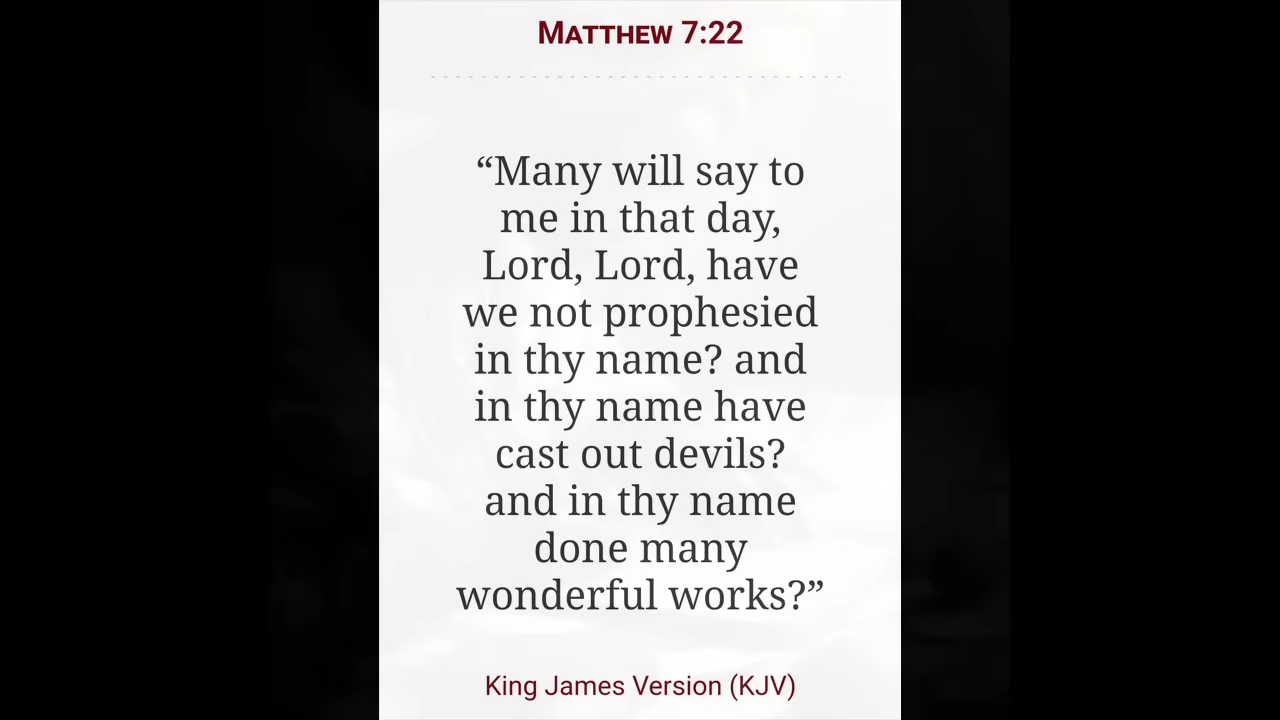 Matthew 7:22
“Many will say to
me in that day,
Lord, Lord, have
we not prophesied
in thy name? and
in thy name have
cast out devils?
and in thy name
done many
wonderful works?”
King James Version (KJV)